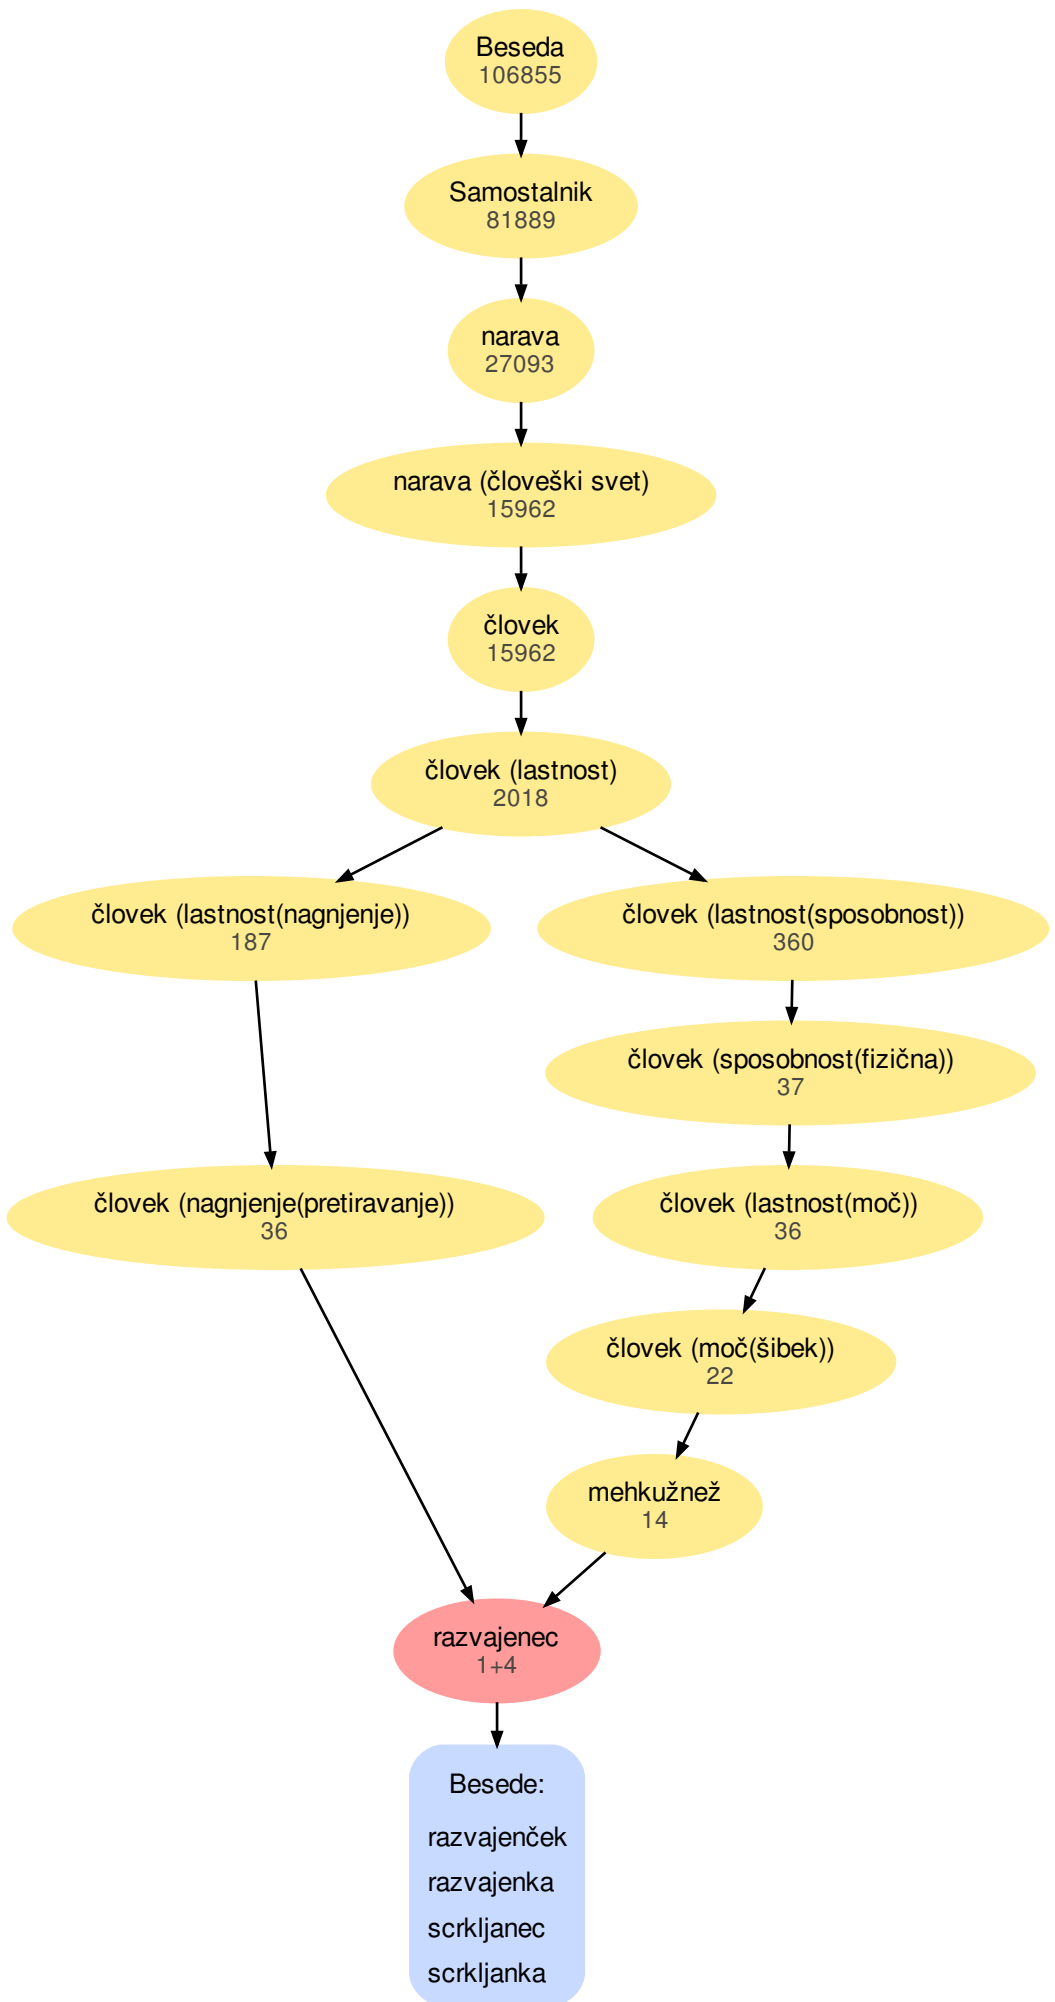 Beseda
106855
Samostalnik
81889
narava
27093
narava (človeški svet)
15962
človek
15962
človek (lastnost)
2018
človek (lastnost(nagnjenje))
187
človek (lastnost(sposobnost))
360
človek (sposobnost(fizična))
37
človek (nagnjenje(pretiravanje))
36
človek (lastnost(moč))
36
človek (moč(šibek))
22
mehkužnež
14
razvajenec
1+4
Besede:
razvajenček
razvajenka
scrkljanec
scrkljanka